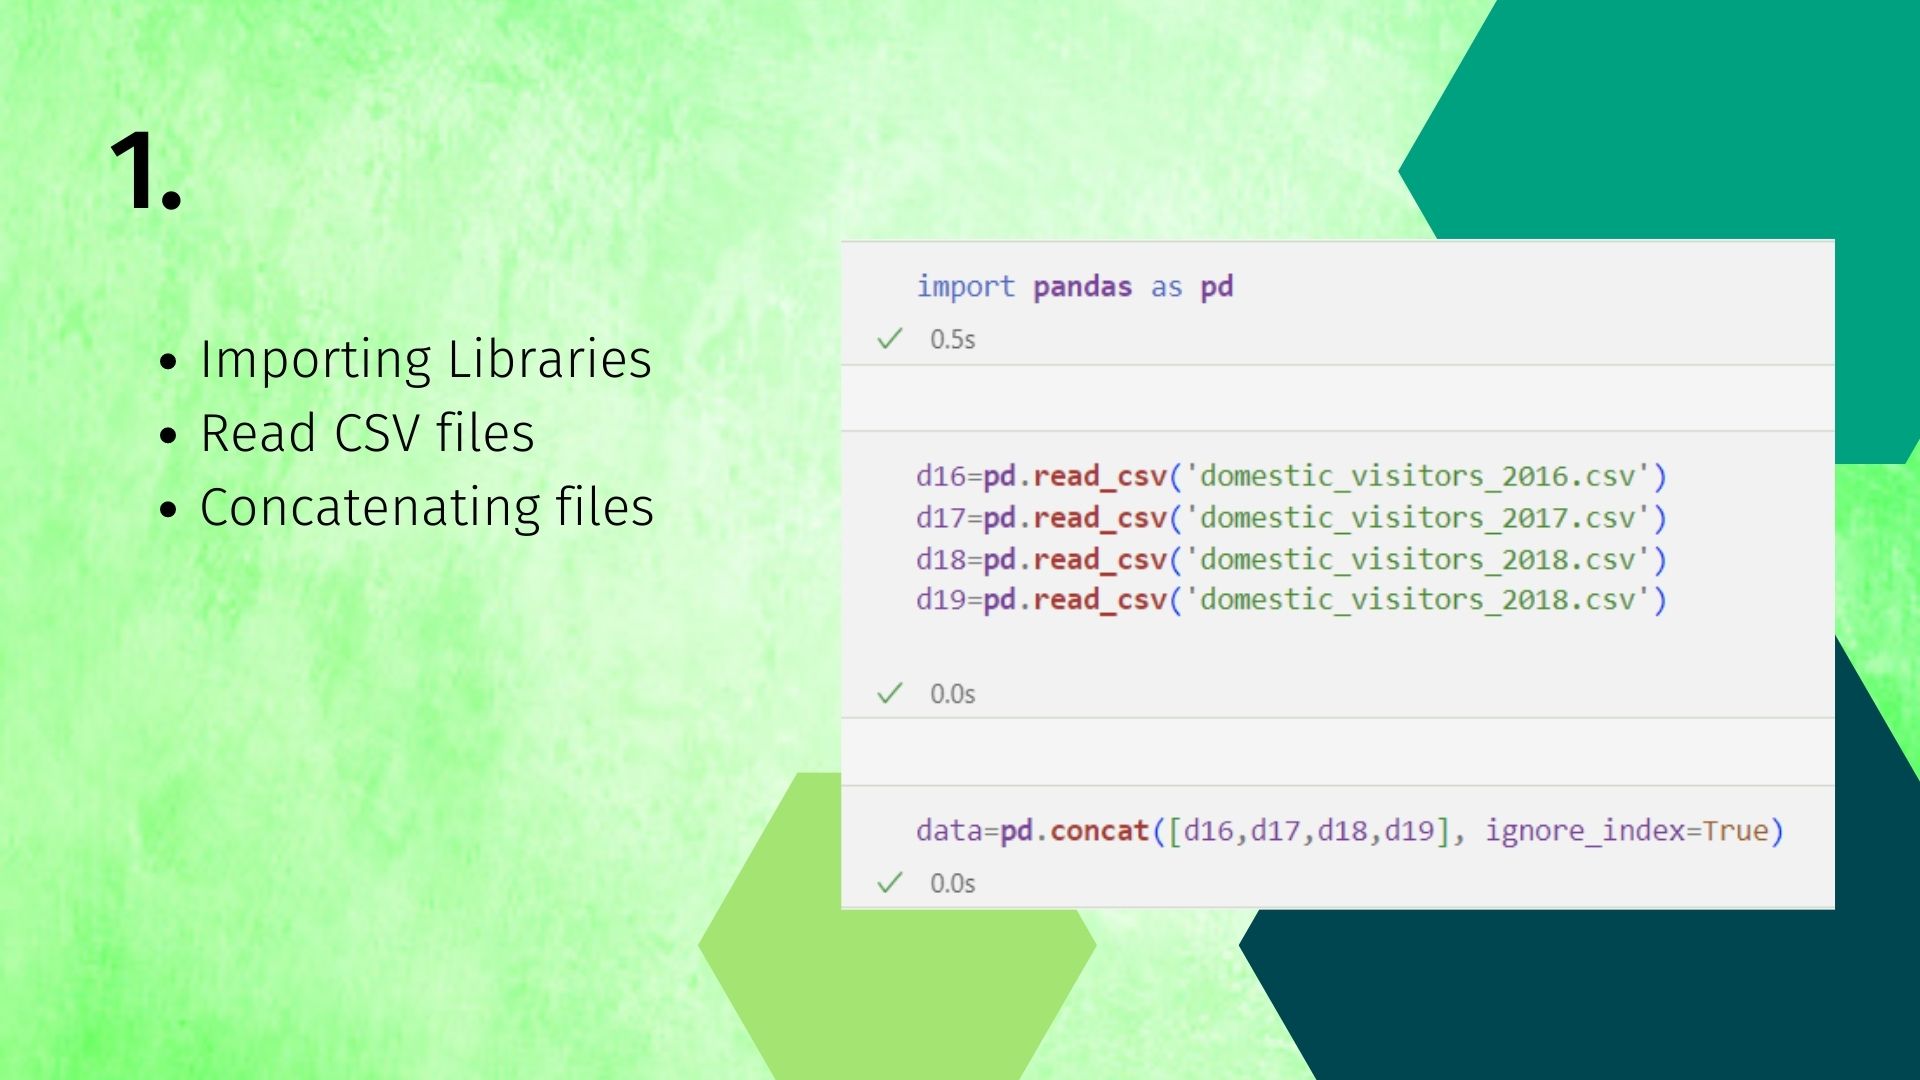 1.
• Importing Libraries
• Read CSV files
• Concatenating files
import pandas as pd
✓ 0.5s
d16=pd.read_csv('domestic_visitors_2016.csv')
d17=pd.read_csv('domestic_visitors_2017.csv')
d18=pd.read_csv('domestic_visitors_2018.csv')
d19=pd.read_csv('domestic_visitors_2018.csv')
✓ 0.0s
data=pd.concat([d16,d17,d18,d19], ignore_index=True)
✓ 0.0s